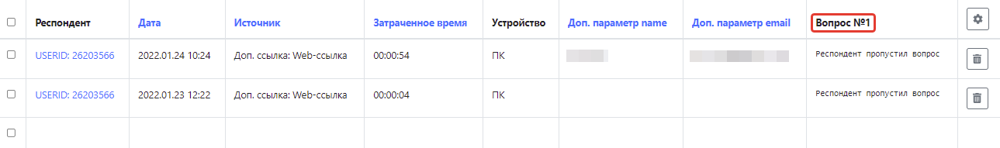 Респондент Дата Источник Затраченное время Устройство Доп. параметр name Доп. параметр email Вопрос №1
USERID: 26203566 2022.01.24 10:24 Доп. ссылка: Web-ссылка 00:00:54 ПК Респондент пропустил вопрос
USERID: 26203566 2022.01.23 12:22 Доп. ссылка: Web-ссылка 00:00:04 ПК Респондент пропустил вопрос